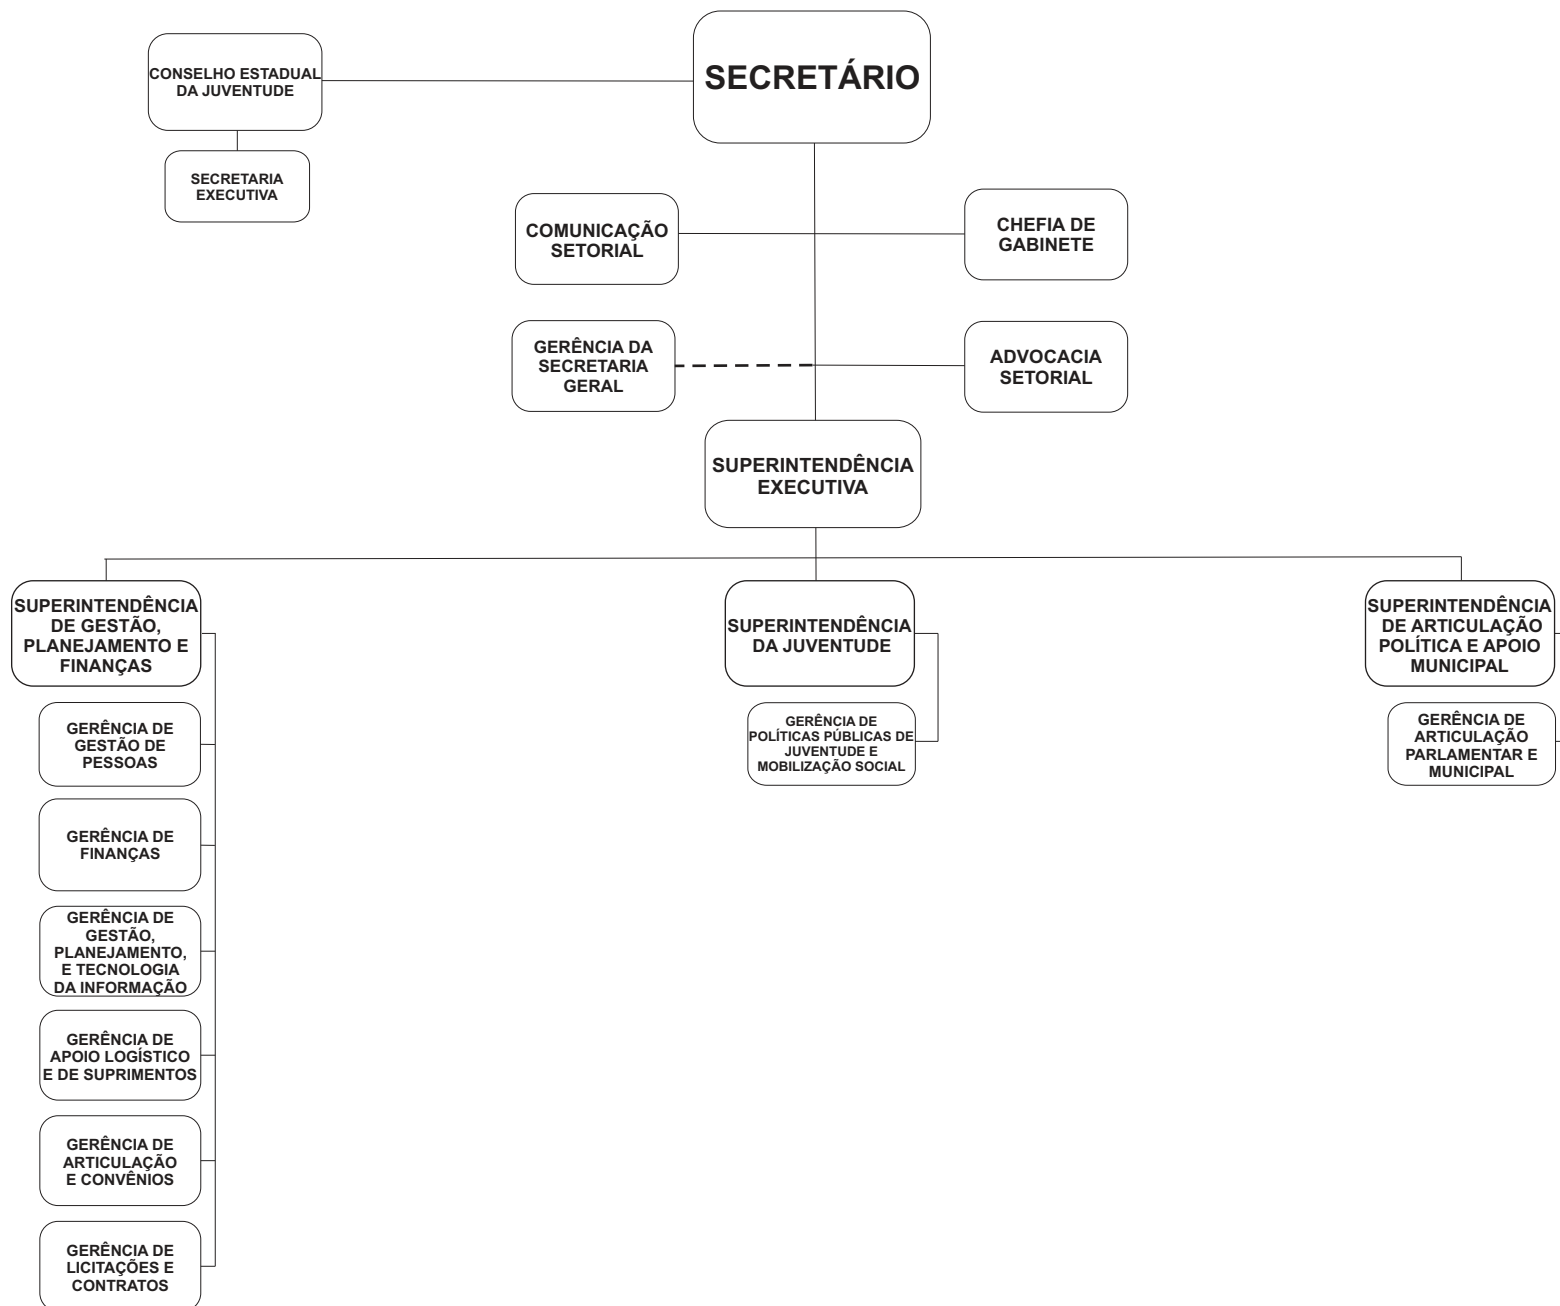 SECRETÁRIO
CONSELHO ESTADUAL
DA JUVENTUDE
SECRETARIA
EXECUTIVA
COMUNICAÇÃO
SETORIAL
CHEFIA DE
GABINETE
GERÊNCIA DA
SECRETARIA
GERAL
ADVOCACIA
SETORIAL
SUPERINTENDÊNCIA
EXECUTIVA
SUPERINTENDÊNCIA
DE GESTÃO,
PLANEJAMENTO E
FINANÇAS
GERÊNCIA DE
GESTÃO DE
PESSOAS
GERÊNCIA DE
FINANÇAS
GERÊNCIA DE
GESTÃO,
PLANEJAMENTO,
E TECNOLOGIA
DA INFORMAÇÃO
GERÊNCIA DE
APOIO LOGÍSTICO
E DE SUPRIMENTOS
GERÊNCIA DE
ARTICULAÇÃO
E CONVÊNIOS
GERÊNCIA DE
LICITAÇÕES E
CONTRATOS
SUPERINTENDÊNCIA
DA JUVENTUDE
GERÊNCIA DE
POLÍTICAS PÚBLICAS DE
JUVENTUDE E
MOBILIZAÇÃO SOCIAL
SUPERINTENDÊNCIA
DE ARTICULAÇÃO
POLÍTICA E APOIO
MUNICIPAL
GERÊNCIA DE
ARTICULAÇÃO
PARLAMENTAR E
MUNICIPAL